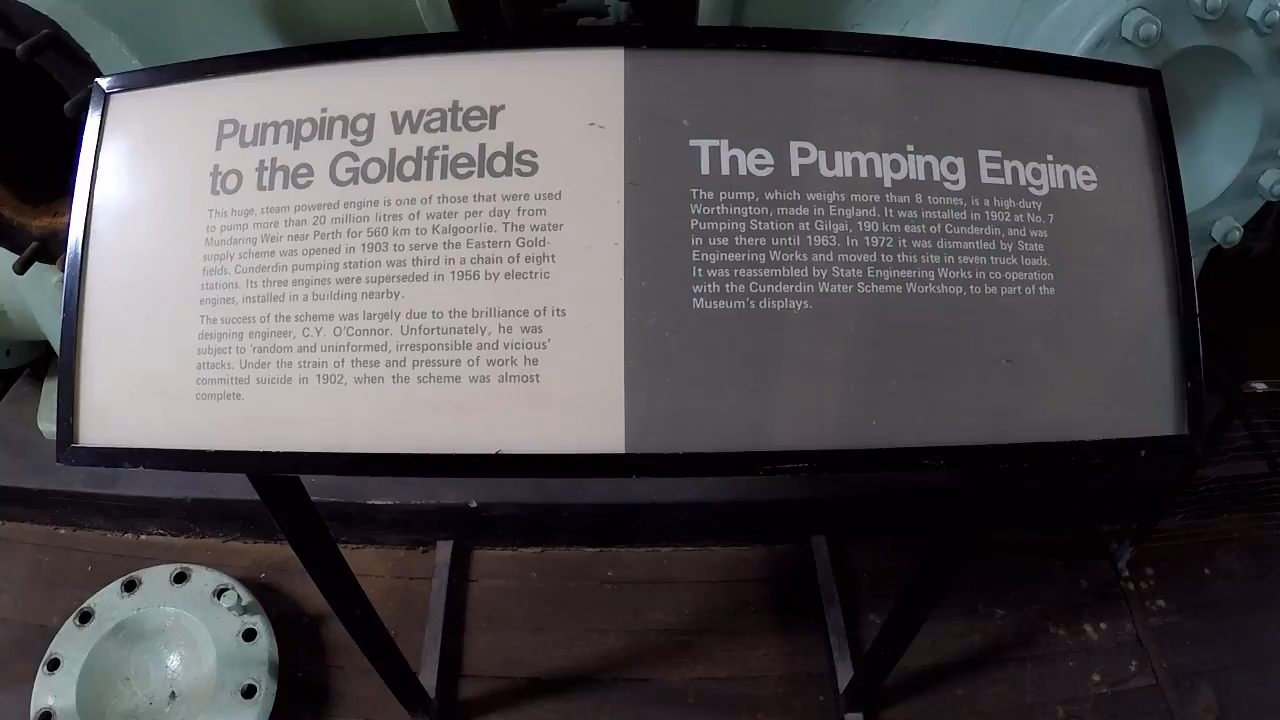 Pumping water
to the Goldfields
This huge, steam powered engine is one of those that were used
to pump more than 20 million litres of water per day from
Mundaring Weir near Perth for 560 km to Kalgoorlie. The water
supply scheme was opened in 1903 to serve the Eastern Gold-
fields. Cunderdin pumping station was third in a chain of eight
stations. Its three engines were superseded in 1956 by electric
engines, installed in a building nearby.
The success of the scheme was largely due to the brilliance of its
designing engineer, C.Y. O'Connor. Unfortunately, he was
subject to 'random and uninformed, irresponsible and vicious'
attacks. Under the strain of these and pressure of work he
committed suicide in 1902, when the scheme was almost
complete.
The Pumping Engine
The pump, which weighs more than 8 tonnes, is a high-duty
Worthington, made in England. It was installed in 1902 at No. 7
Pumping Station at Gilgai, 190 km east of Cunderdin, and was
in use there until 1963. In 1972 it was dismantled by State
Engineering Works and moved to this site in seven truck loads.
It was reassembled by State Engineering Works in co-operation
with the Cunderdin Water Scheme Workshop, to be part of the
Museum's displays.